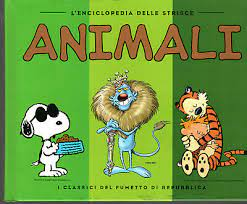 L'ENCICLOPEDIA DELLE STRISCE
ANIMALI
I CLASSICI DEL FUMETTO DI REPUBBLICA